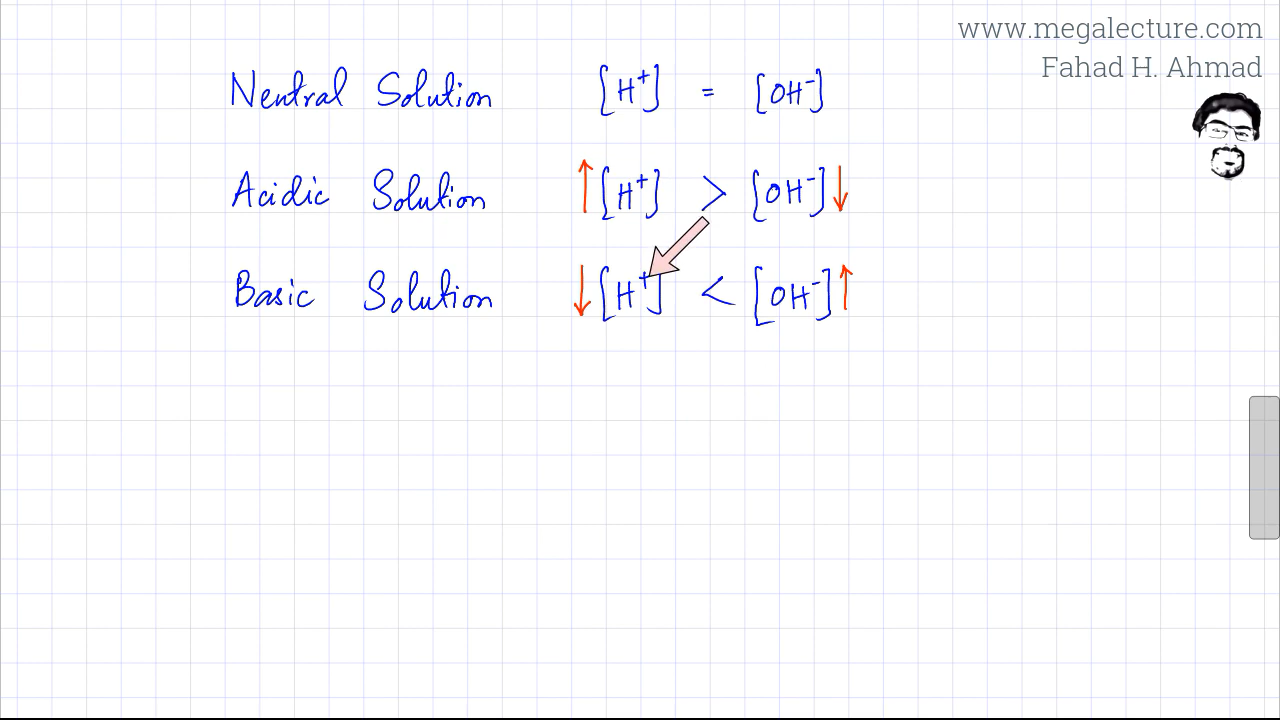 www.megalecture.com
Fahad H. Ahmad
Neutral Solution [H⁺] = [OH⁻]
Acidic Solution ↑[H⁺] > [OH⁻]↓
Basic Solution ↓[H⁺] < [OH⁻]↑